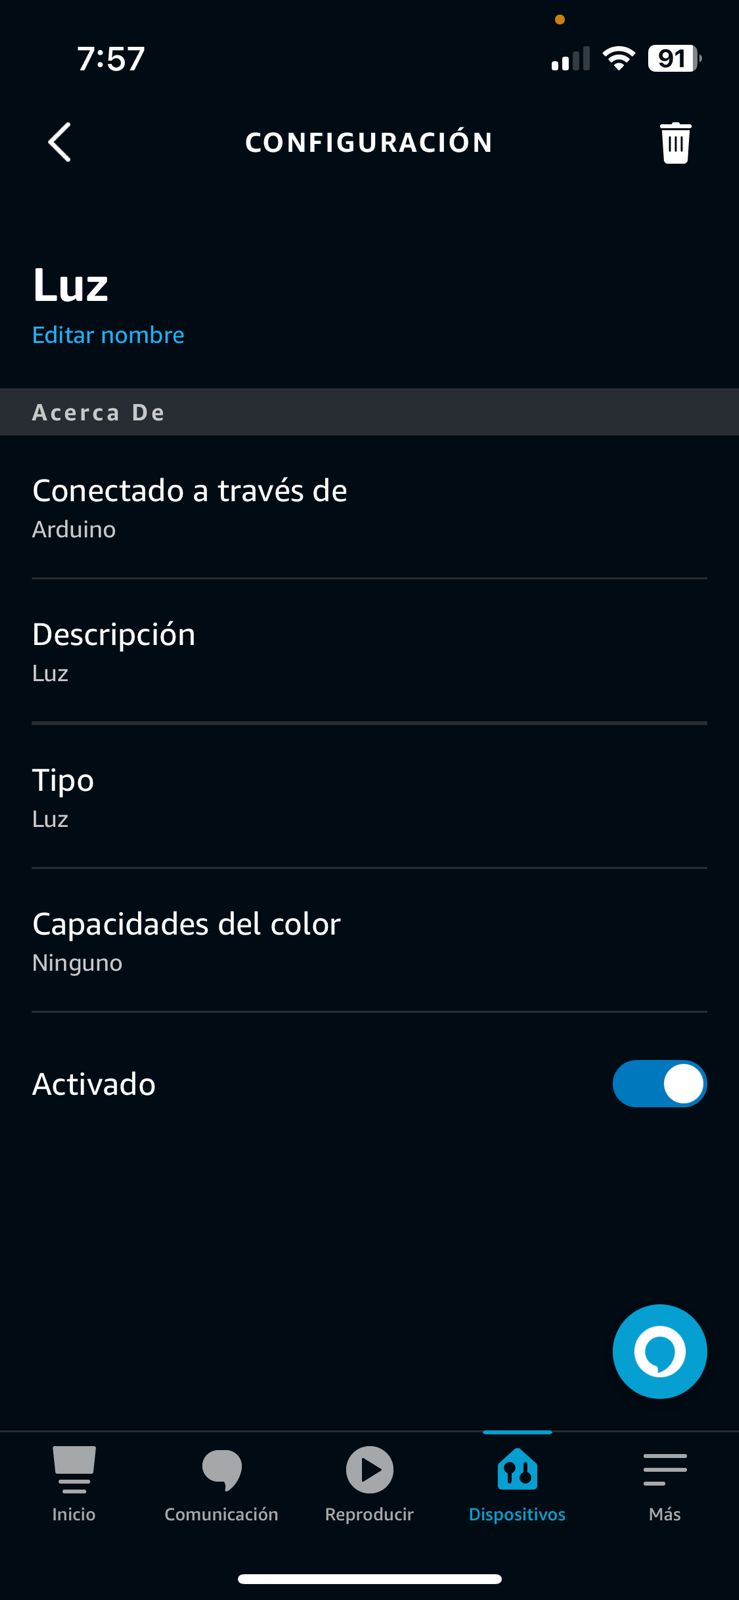 7:57
91
CONFIGURACIÓN
Luz
Editar nombre
Acerca De
Conectado a través de
Arduino
Descripción
Luz
Tipo
Luz
Capacidades del color
Ninguno
Activado
Inicio
Comunicación
Reproducir
Dispositivos
Más